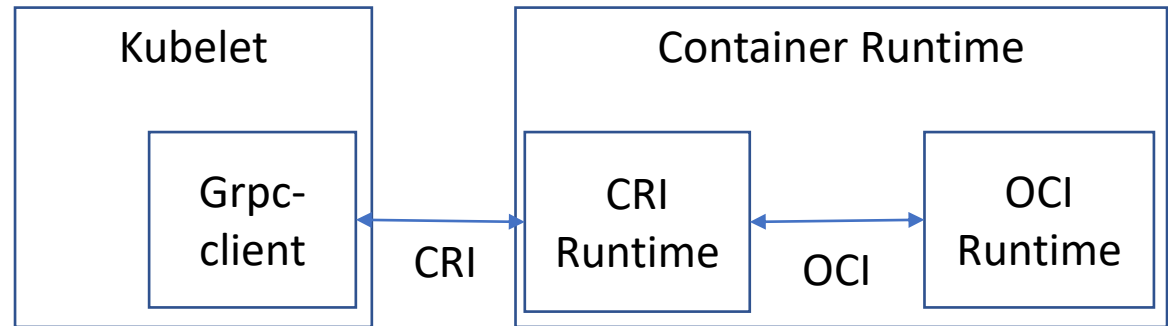 Kubelet
Container Runtime
Grpc-
client
CRI
CRI
Runtime
OCI
OCI
Runtime